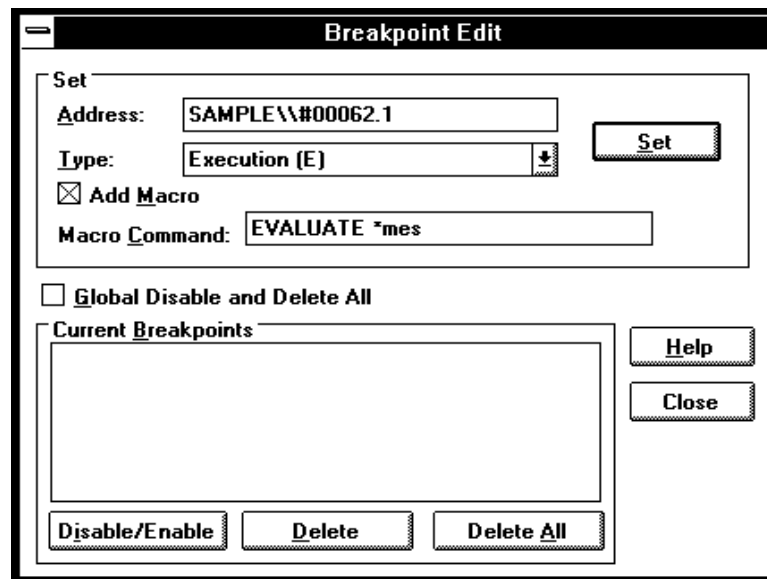 Breakpoint Edit
Set
Address: SAMPLE\\#00062.1
Set
Type: Execution (E)
Add Macro
Macro Command: EVALUATE *mes
Global Disable and Delete All
Current Breakpoints
Help
Close
Disable/Enable Delete Delete All